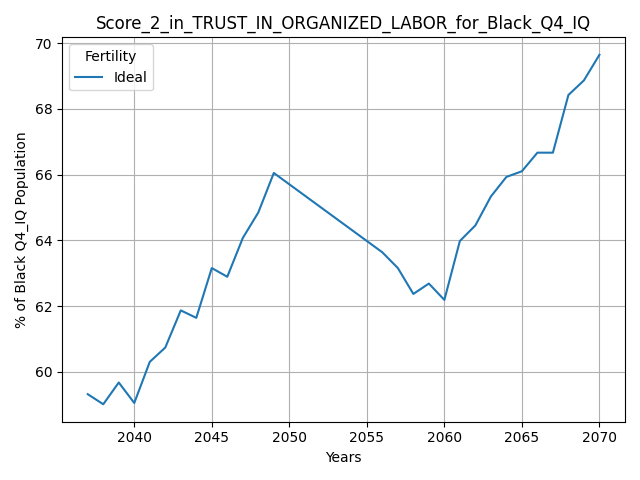 Score_2_in_TRUST_IN_ORGANIZED_LABOR_for_Black_Q4_IQ
Fertility
Ideal
% of Black Q4_IQ Population
70
68
66
64
62
60
2040 2045 2050 2055 2060 2065 2070
Years